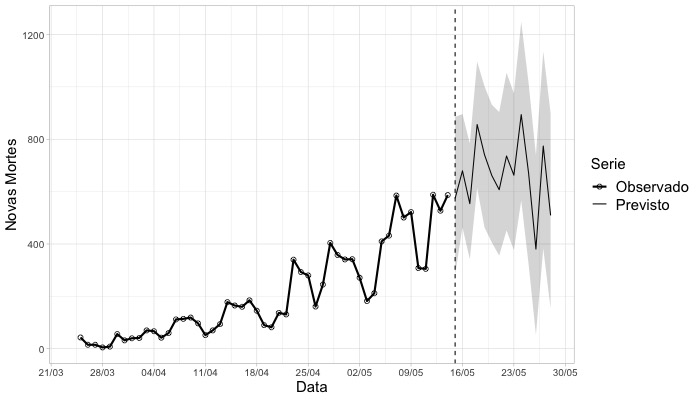 1200
800
400
0
Novas Mortes
21/03 28/03 04/04 11/04 18/04 25/04 02/05 09/05 16/05 23/05 30/05
Data
Serie
Observado
Previsto